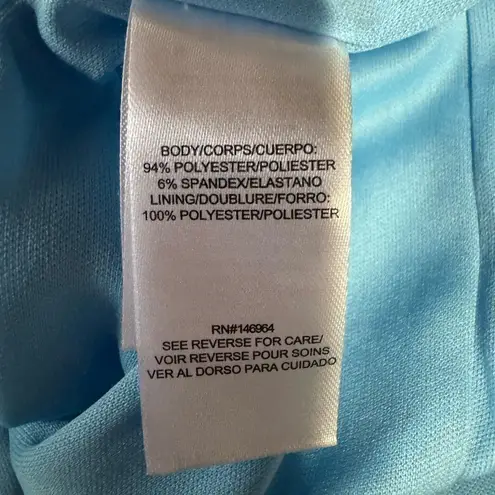 BODY/CORPS/CUERPO:
94% POLYESTER/POLIESTER
6% SPANDEX/ELASTANO
LINING/DOUBLURE/FORRO:
100% POLYESTER/POLIESTER
RN#146964
SEE REVERSE FOR CARE/
VOIR REVERSE POUR SOINS
VER AL DORSO PARA CUIDADO